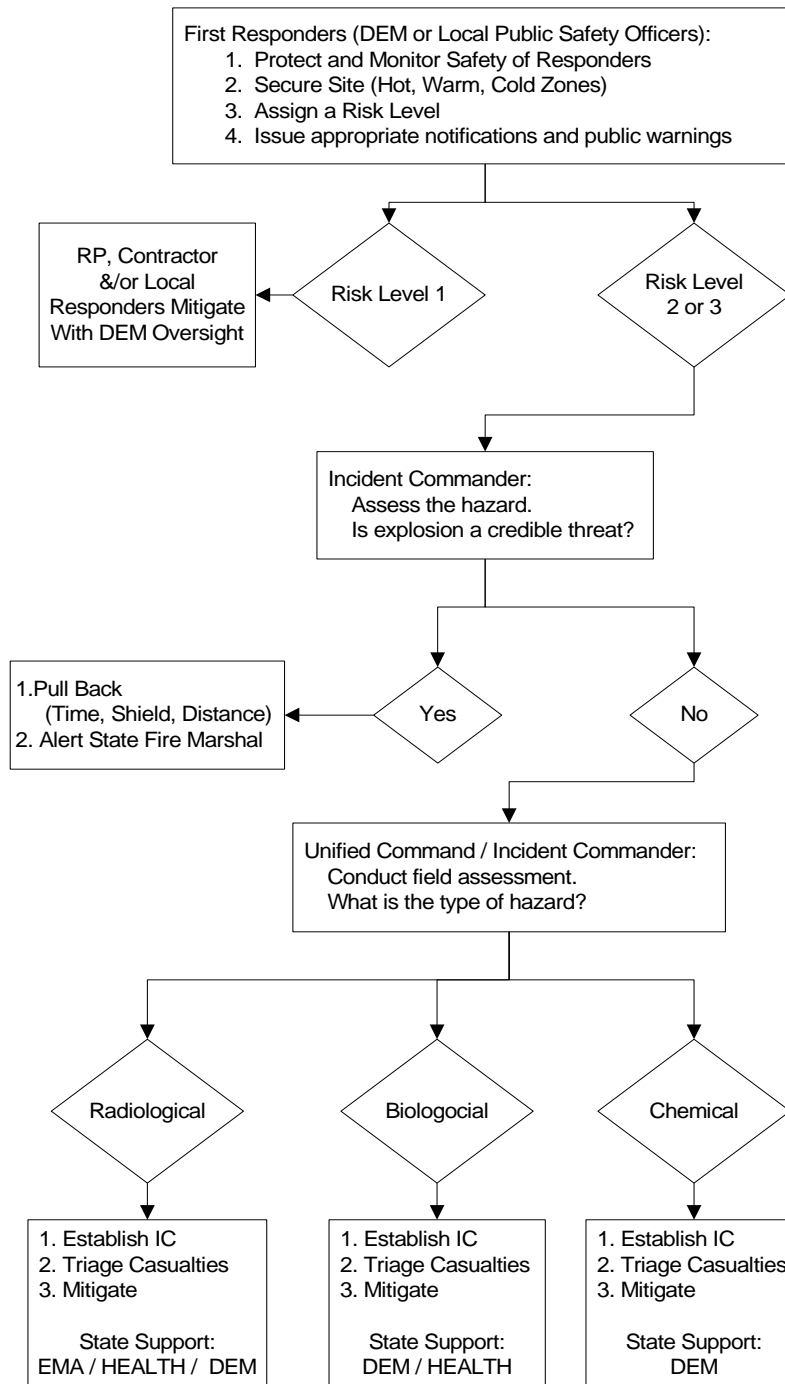 First Responders (DEM or Local Public Safety Officers):
1. Protect and Monitor Safety of Responders
2. Secure Site (Hot, Warm, Cold Zones)
3. Assign a Risk Level
4. Issue appropriate notifications and public warnings
RP, Contractor
&/or Local
Responders Mitigate
With DEM Oversight
Risk Level 1
Risk Level
2 or 3
Incident Commander:
Assess the hazard.
Is explosion a credible threat?
1.Pull Back
(Time, Shield, Distance)
2. Alert State Fire Marshal
Yes
No
Unified Command / Incident Commander:
Conduct field assessment.
What is the type of hazard?
Radiological
Biologocial
Chemical
1. Establish IC
2. Triage Casualties
3. Mitigate
State Support:
EMA / HEALTH / DEM
1. Establish IC
2. Triage Casualties
3. Mitigate
State Support:
DEM / HEALTH
1. Establish IC
2. Triage Casualties
3. Mitigate
State Support:
DEM